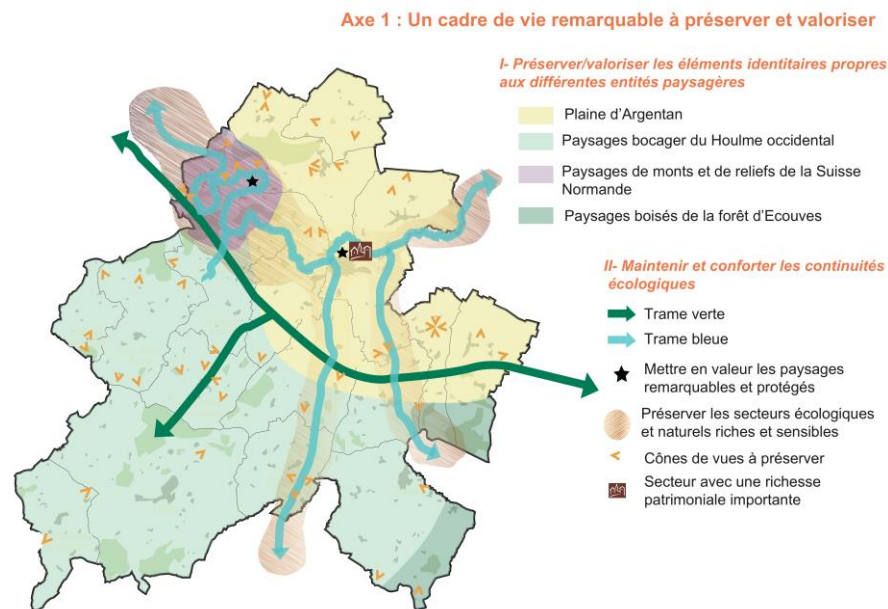 Axe 1 : Un cadre de vie remarquable à préserver et valoriser
I- Préserver/valoriser les éléments identitaires propres
aux différentes entités paysagères
Plaine d'Argentan
Paysages bocager du Houlme occidental
Paysages de monts et de reliefs de la Suisse
Normande
Paysages boisés de la forêt d'Ecouves
II- Maintenir et conforter les continuités
écologiques
Trame verte
Trame bleue
Mettre en valeur les paysages
remarquables et protégés
Préserver les secteurs écologiques
et naturels riches et sensibles
Cônes de vues à préserver
Secteur avec une richesse
patrimoniale importante